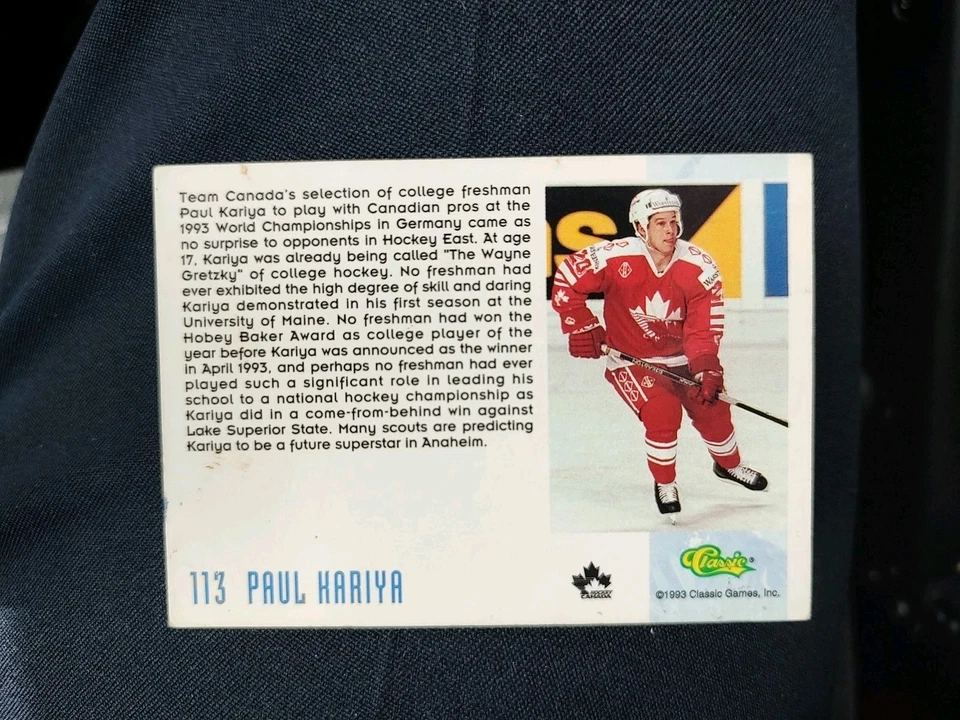 Team Canada's selection of college freshman
Paul Kariya to play with Canadian pros at the
1993 World Championships in Germany came as
no surprise to opponents in Hockey East. At age
17, Kariya was already being called "The Wayne
Gretzky" of college hockey. No freshman had
ever exhibited the high degree of skill and daring
Kariya demonstrated in his first season at the
University of Maine. No freshman had won the
Hobey Baker Award as college player of the
year before Kariya was announced as the winner
in April 1993, and perhaps no freshman had ever
played such a significant role in leading his
school to a national hockey championship as
Kariya did in a come-from-behind win against
Lake Superior State. Many scouts are predicting
Kariya to be a future superstar in Anaheim.
113 PAUL KARIYA
Classic®
©1993 Classic Games, Inc.